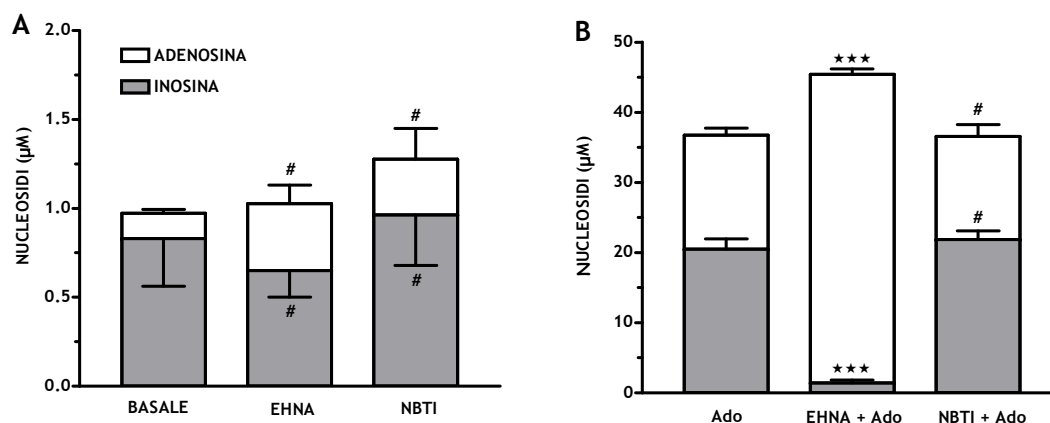 A
NUCLEOSIDI (µM)
2.0
1.5
1.0
0.5
0.0
ADENOSINA
INOSINA
#
#
#
#
BASALE EHNA NBTI
B
NUCLEOSIDI (µM)
50
40
30
20
10
0
★★★
#
#
★★★
Ado EHNA + Ado NBTI + Ado